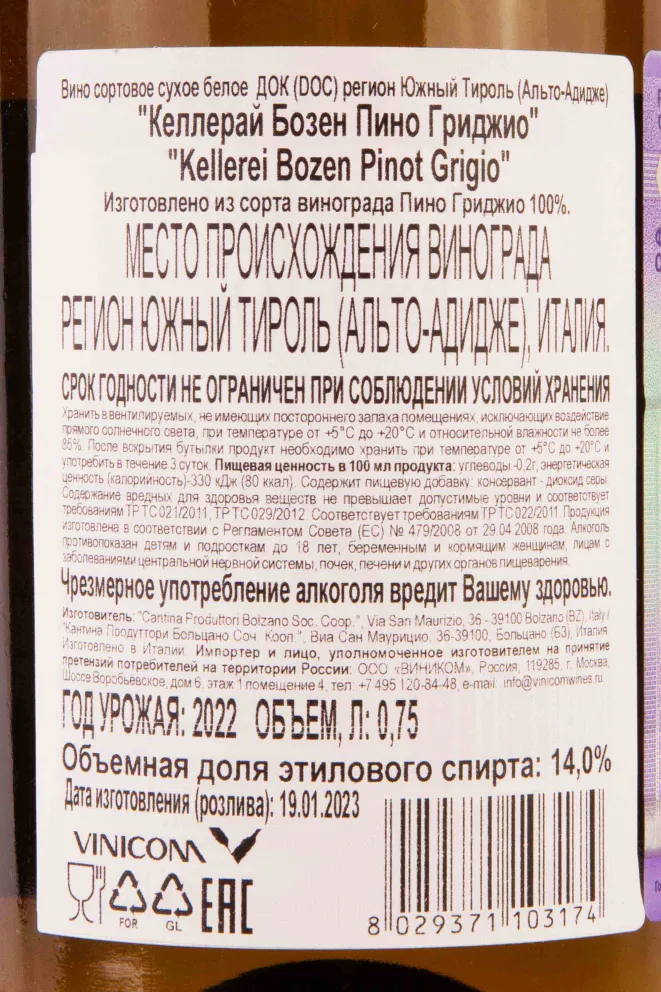 Вино сортовое сухое белое ДОК (DOC) регион Южный Тироль (Альто-Адидже)
"Келлерай Бозен Пино Гриджио"
"Kellerei Bozen Pinot Grigio"
Изготовлено из сорта винограда Пино Гриджио 100%.
МЕСТО ПРОИСХОЖДЕНИЯ ВИНОГРАДА
РЕГИОН ЮЖНЫЙ ТИРОЛЬ (АЛЬТО-АДИДЖЕ), ИТАЛИЯ.
СРОК ГОДНОСТИ НЕ ОГРАНИЧЕН ПРИ СОБЛЮДЕНИИ УСЛОВИЙ ХРАНЕНИЯ
Хранить в вентилируемых, не имеющих постороннего запаха помещениях, исключающих воздействие
прямого солнечного света, при температуре от +5°С до +20°С и относительной влажности не более
85%. После вскрытия бутылки продукт необходимо хранить при температуре от +5°С до +20°С и
употребить в течение 3 суток. Пищевая ценность в 100 мл продукта: углеводы -0,2г, энергетическая
ценность (калорийность)-330 кДж (80 ккал). Содержит пищевую добавку: консервант - диоксид серы.
Содержание вредных для здоровья веществ не превышает допустимые уровни и соответствует
требованиям ТР ТС 021/2011, ТР ТС 029/2012. Соответствует требованиям ТР ТС 022/2011. Продукция
изготовлена в соответствии с Регламентом Совета (ЕС) № 479/2008 от 29.04.2008 года. Алкоголь
противопоказан детям и подросткам до 18 лет, беременным и кормящим женщинам, лицам с
заболеваниями центральной нервной системы, почек, печени и других органов пищеварения.
Чрезмерное употребление алкоголя вредит Вашему здоровью.
Изготовитель: "Cantina Produttori Bolzano Soc. Coop.", Via San Maurizio, 36 - 39100 Bolzano (BZ), Italy /
"Кантина Продуттори Больцано Соч. Кооп.", Виа Сан Маурицио, 36-39100, Больцано (БЗ), Италия.
Изготовлено в Италии. Импортер и лицо, уполномоченное изготовителем на принятие
претензий потребителей на территории России: ООО «ВИНИКОМ», Россия, 119285, г. Москва,
Шоссе Воробьёвское, дом 6, этаж 1 помещение 4, тел: +7 495 120-84-48, e-mail: info@vinicomwines.ru
ГОД УРОЖАЯ: 2022 ОБЪЕМ, Л: 0,75
Объемная доля этилового спирта: 14,0%
Дата изготовления (розлива): 19.01.2023
VINICOM
FOR GL EAC
8 029371 103174